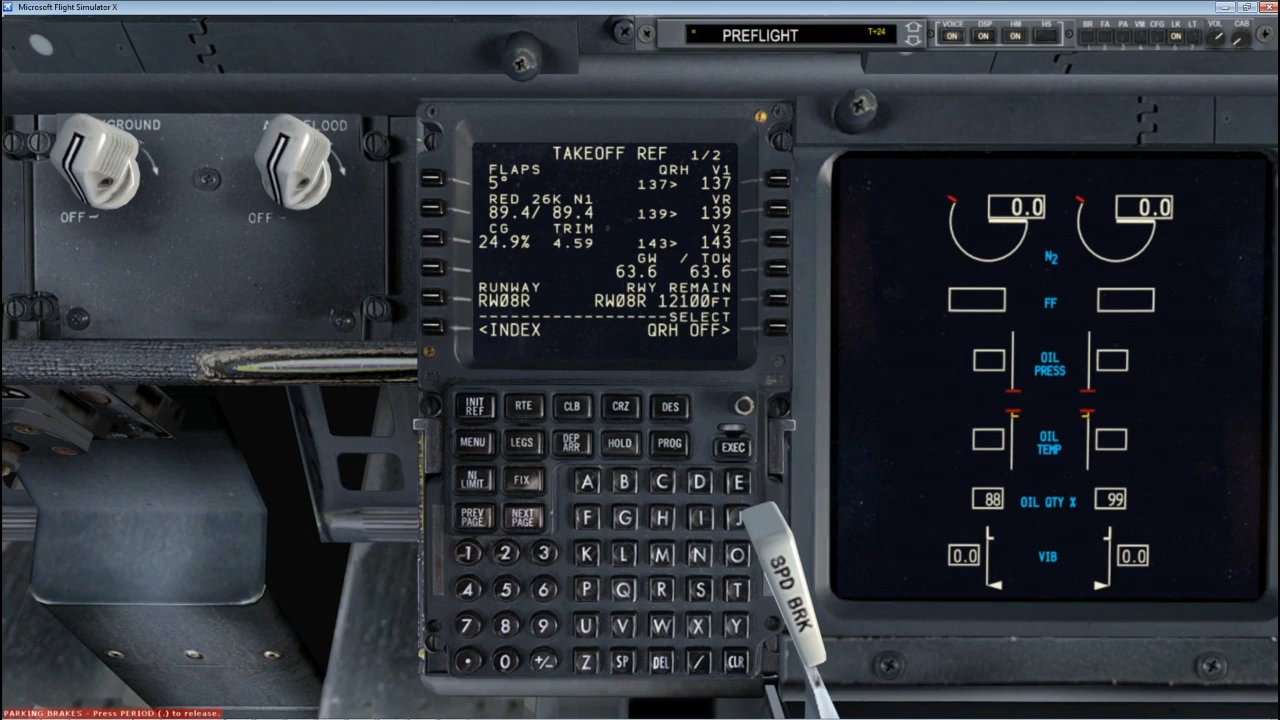 Microsoft Flight Simulator X
PREFLIGHT T+24
VOICE DSP HM HS
ON ON ON
BR FA PA VM CFG LK LT VOL CAB
ON
OFF
OFF
TAKEOFF REF 1/2
FLAPS QRH V1
5° 137> 137
RED 26K N1 VR
89.4/ 89.4 139> 139
CG TRIM V2
24.9% 4.59 143> 143
GW / TOW
63.6 63.6
RUNWAY RWY REMAIN
RW08R RW08R 12100FT
------------------SELECT
<INDEX QRH OFF>
INIT REF RTE CLB CRZ DES
MENU LEGS DEP ARR HOLD PROG EXEC
N1 LIMIT FIX A B C D E
PREV PAGE NEXT PAGE F G H I J
1 2 3 K L M N O
4 5 6 P Q R S T
7 8 9 U V W X Y
. 0 +/- Z SP DEL / CLR
SPD BRK
0.0 0.0
N2
FF
OIL
PRESS
OIL
TEMP
88 OIL QTY % 99
0.0 VIB 0.0
PARKING BRAKES - Press PERIOD (.) to release.